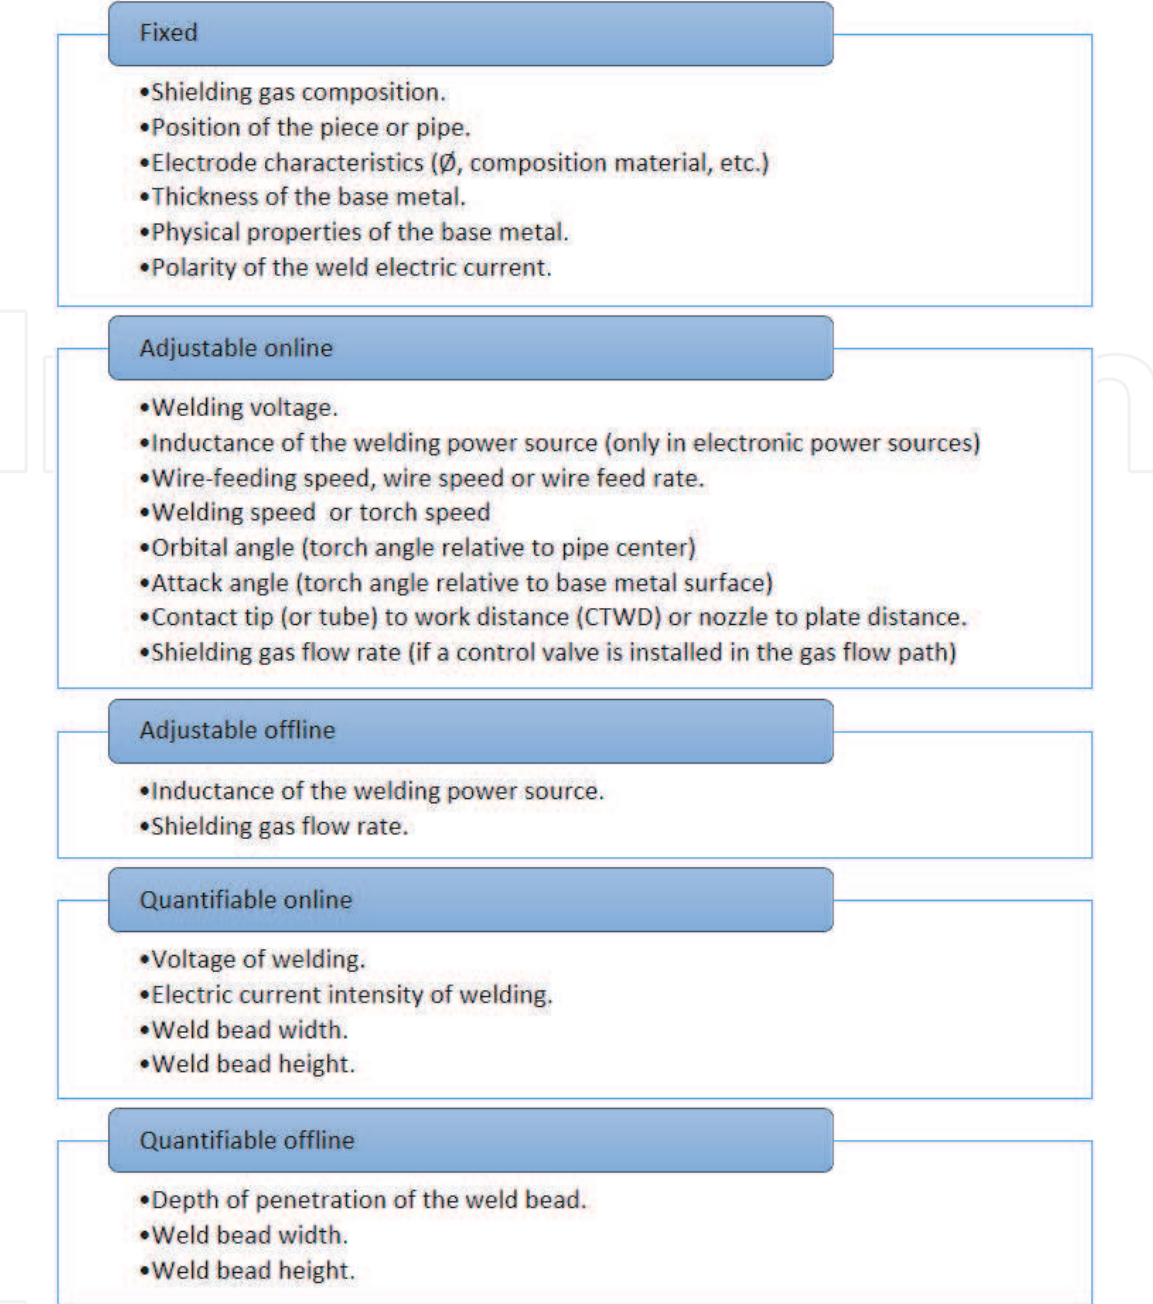 Fixed
•Shielding gas composition.
•Position of the piece or pipe.
•Electrode characteristics (Ø, composition material, etc.)
•Thickness of the base metal.
•Physical properties of the base metal.
•Polarity of the weld electric current.
Adjustable online
•Welding voltage.
•Inductance of the welding power source (only in electronic power sources)
•Wire-feeding speed, wire speed or wire feed rate.
•Welding speed  or torch speed
•Orbital angle (torch angle relative to pipe center)
•Attack angle (torch angle relative to base metal surface)
•Contact tip (or tube) to work distance (CTWD) or nozzle to plate distance.
•Shielding gas flow rate (if a control valve is installed in the gas flow path)
Adjustable offline
•Inductance of the welding power source.
•Shielding gas flow rate.
Quantifiable online
•Voltage of welding.
•Electric current intensity of welding.
•Weld bead width.
•Weld bead height.
Quantifiable offline
•Depth of penetration of the weld bead.
•Weld bead width.
•Weld bead height.